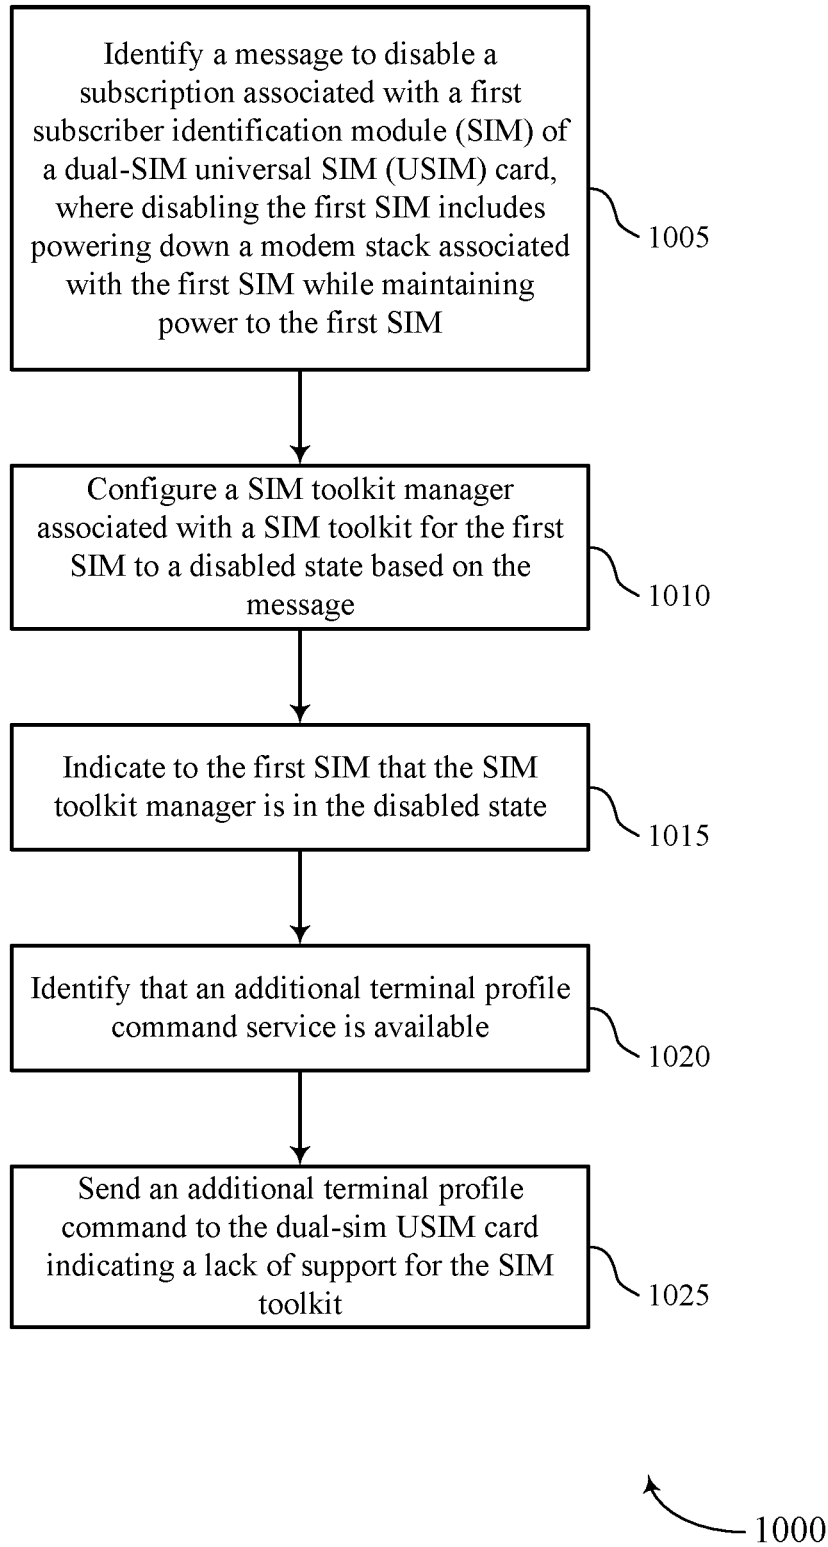 Identify a message to disable a
subscription associated with a first
subscriber identification module (SIM) of
a dual-SIM universal SIM (USIM) card,
where disabling the first SIM includes
powering down a modem stack associated
with the first SIM while maintaining
power to the first SIM
1005
Configure a SIM toolkit manager
associated with a SIM toolkit for the first
SIM to a disabled state based on the
message
1010
Indicate to the first SIM that the SIM
toolkit manager is in the disabled state
1015
Identify that an additional terminal profile
command service is available
1020
Send an additional terminal profile
command to the dual-sim USIM card
indicating a lack of support for the SIM
toolkit
1025
1000